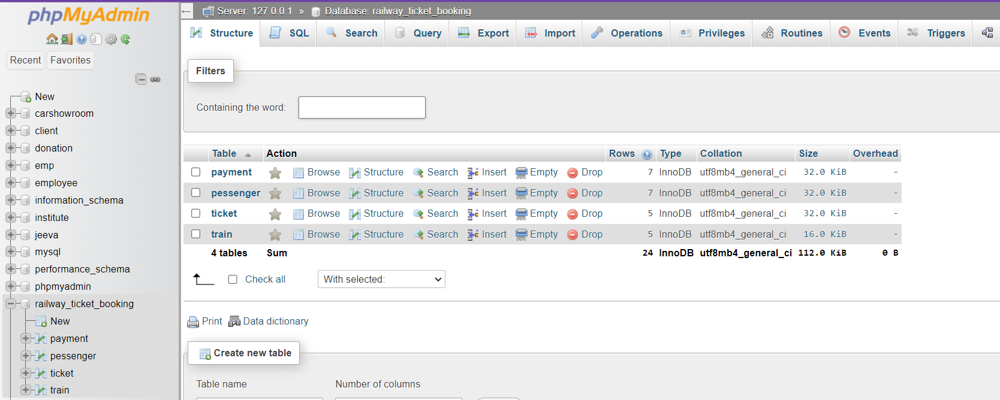 phpMyAdmin
Recent Favorites
New
carshowroom
client
donation
emp
employee
information_schema
institute
jeeva
mysql
performance_schema
phpmyadmin
railway_ticket_booking
New
payment
pessenger
ticket
train
← Server: 127.0.0.1 » Database: railway_ticket_booking
Structure SQL Search Query Export Import Operations Privileges Routines Events Triggers
Filters
Containing the word:
Table Action Rows Type Collation Size Overhead
payment Browse Structure Search Insert Empty Drop 7 InnoDB utf8mb4_general_ci 32.0 KiB -
pessenger Browse Structure Search Insert Empty Drop 7 InnoDB utf8mb4_general_ci 32.0 KiB -
ticket Browse Structure Search Insert Empty Drop 5 InnoDB utf8mb4_general_ci 32.0 KiB -
train Browse Structure Search Insert Empty Drop 5 InnoDB utf8mb4_general_ci 16.0 KiB -
4 tables Sum 24 InnoDB utf8mb4_general_ci 112.0 KiB 0 B
Check all With selected:
Print Data dictionary
Create new table
Table name Number of columns